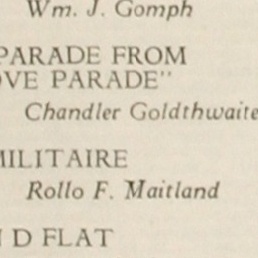 Wm. J. Gomph
PARADE FROM
OVE PARADE"
Chandler Goldthwaite
MILITAIRE
Rollo F. Maitland
N D FLAT